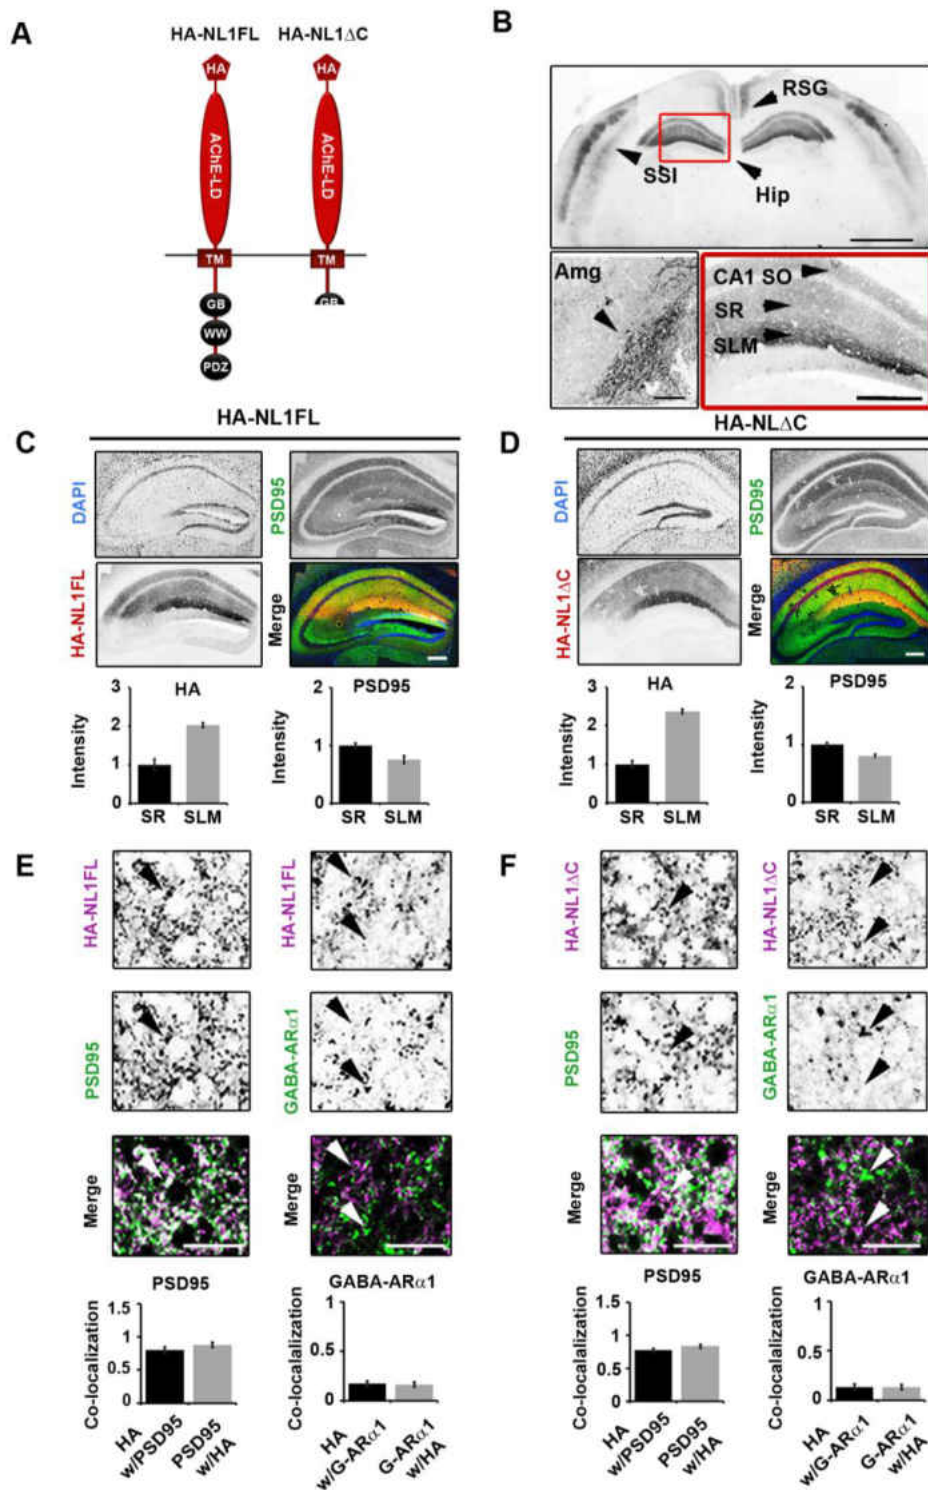 A
HA-NL1FL HA-NL1ΔC
HA HA
AChE-LD AChE-LD
TM TM
GB GB
WW
PDZ
B
RSG
SSI
Hip
Amg
CA1 SO
SR
SLM
HA-NL1FL
C
DAPI
PSD95
HA-NL1FL
Merge
HA
Intensity
3
2
1
0
SR SLM
PSD95
Intensity
2
1
0
SR SLM
HA-NLΔC
D
DAPI
PSD95
HA-NL1ΔC
Merge
HA
Intensity
3
2
1
0
SR SLM
PSD95
Intensity
2
1
0
SR SLM
E
HA-NL1FL
HA-NL1FL
PSD95
GABA-ARα1
Merge
Merge
PSD95
Co-localization
1.5
1
0.5
0
HA
w/PSD95
PSD95
w/HA
GABA-ARα1
Co-localalization
1
0
HA
w/G-ARα1
G-ARα1
w/HA
F
HA-NL1ΔC
HA-NL1ΔC
PSD95
GABA-ARα1
Merge
Merge
PSD95
Co-localization
1.5
1
0.5
0
HA
w/PSD95
PSD95
w/HA
GABA-ARα1
Co-localization
1
0
HA
w/G-ARα1
G-ARα1
w/HA